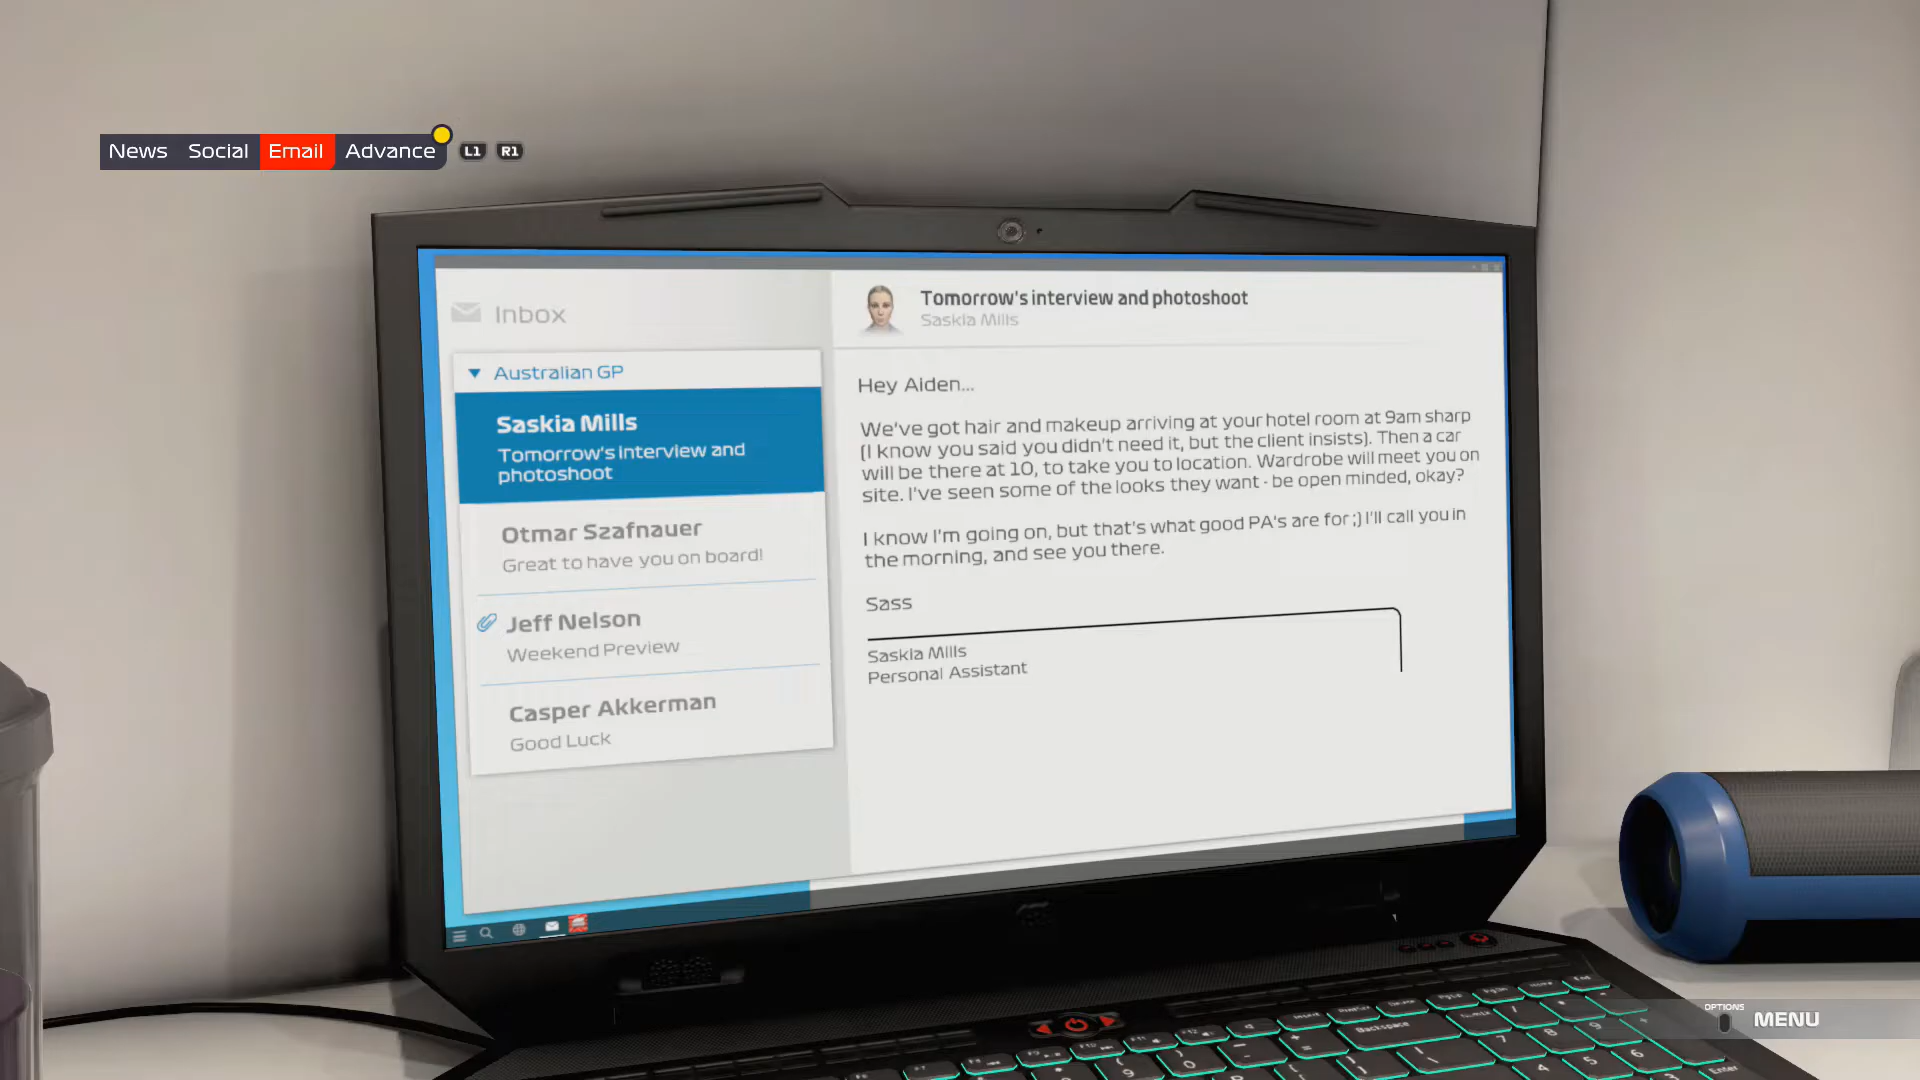 News Social Email Advance L1 R1
Inbox
Australian GP
Saskia Mills
Tomorrow's interview and
photoshoot
Otmar Szafnauer
Great to have you on board!
Jeff Nelson
Weekend Preview
Casper Akkerman
Good Luck
Tomorrow's interview and photoshoot
Saskia Mills
Hey Aiden...
We've got hair and makeup arriving at your hotel room at 9am sharp
(I know you said you didn't need it, but the client insists). Then a car
will be there at 10, to take you to location. Wardrobe will meet you on
site. I've seen some of the looks they want - be open minded, okay?
I know I'm going on, but that's what good PA's are for ;) I'll call you in
the morning, and see you there.
Sass
Saskia Mills
Personal Assistant
Backspace
Enter
OPTIONS
MENU